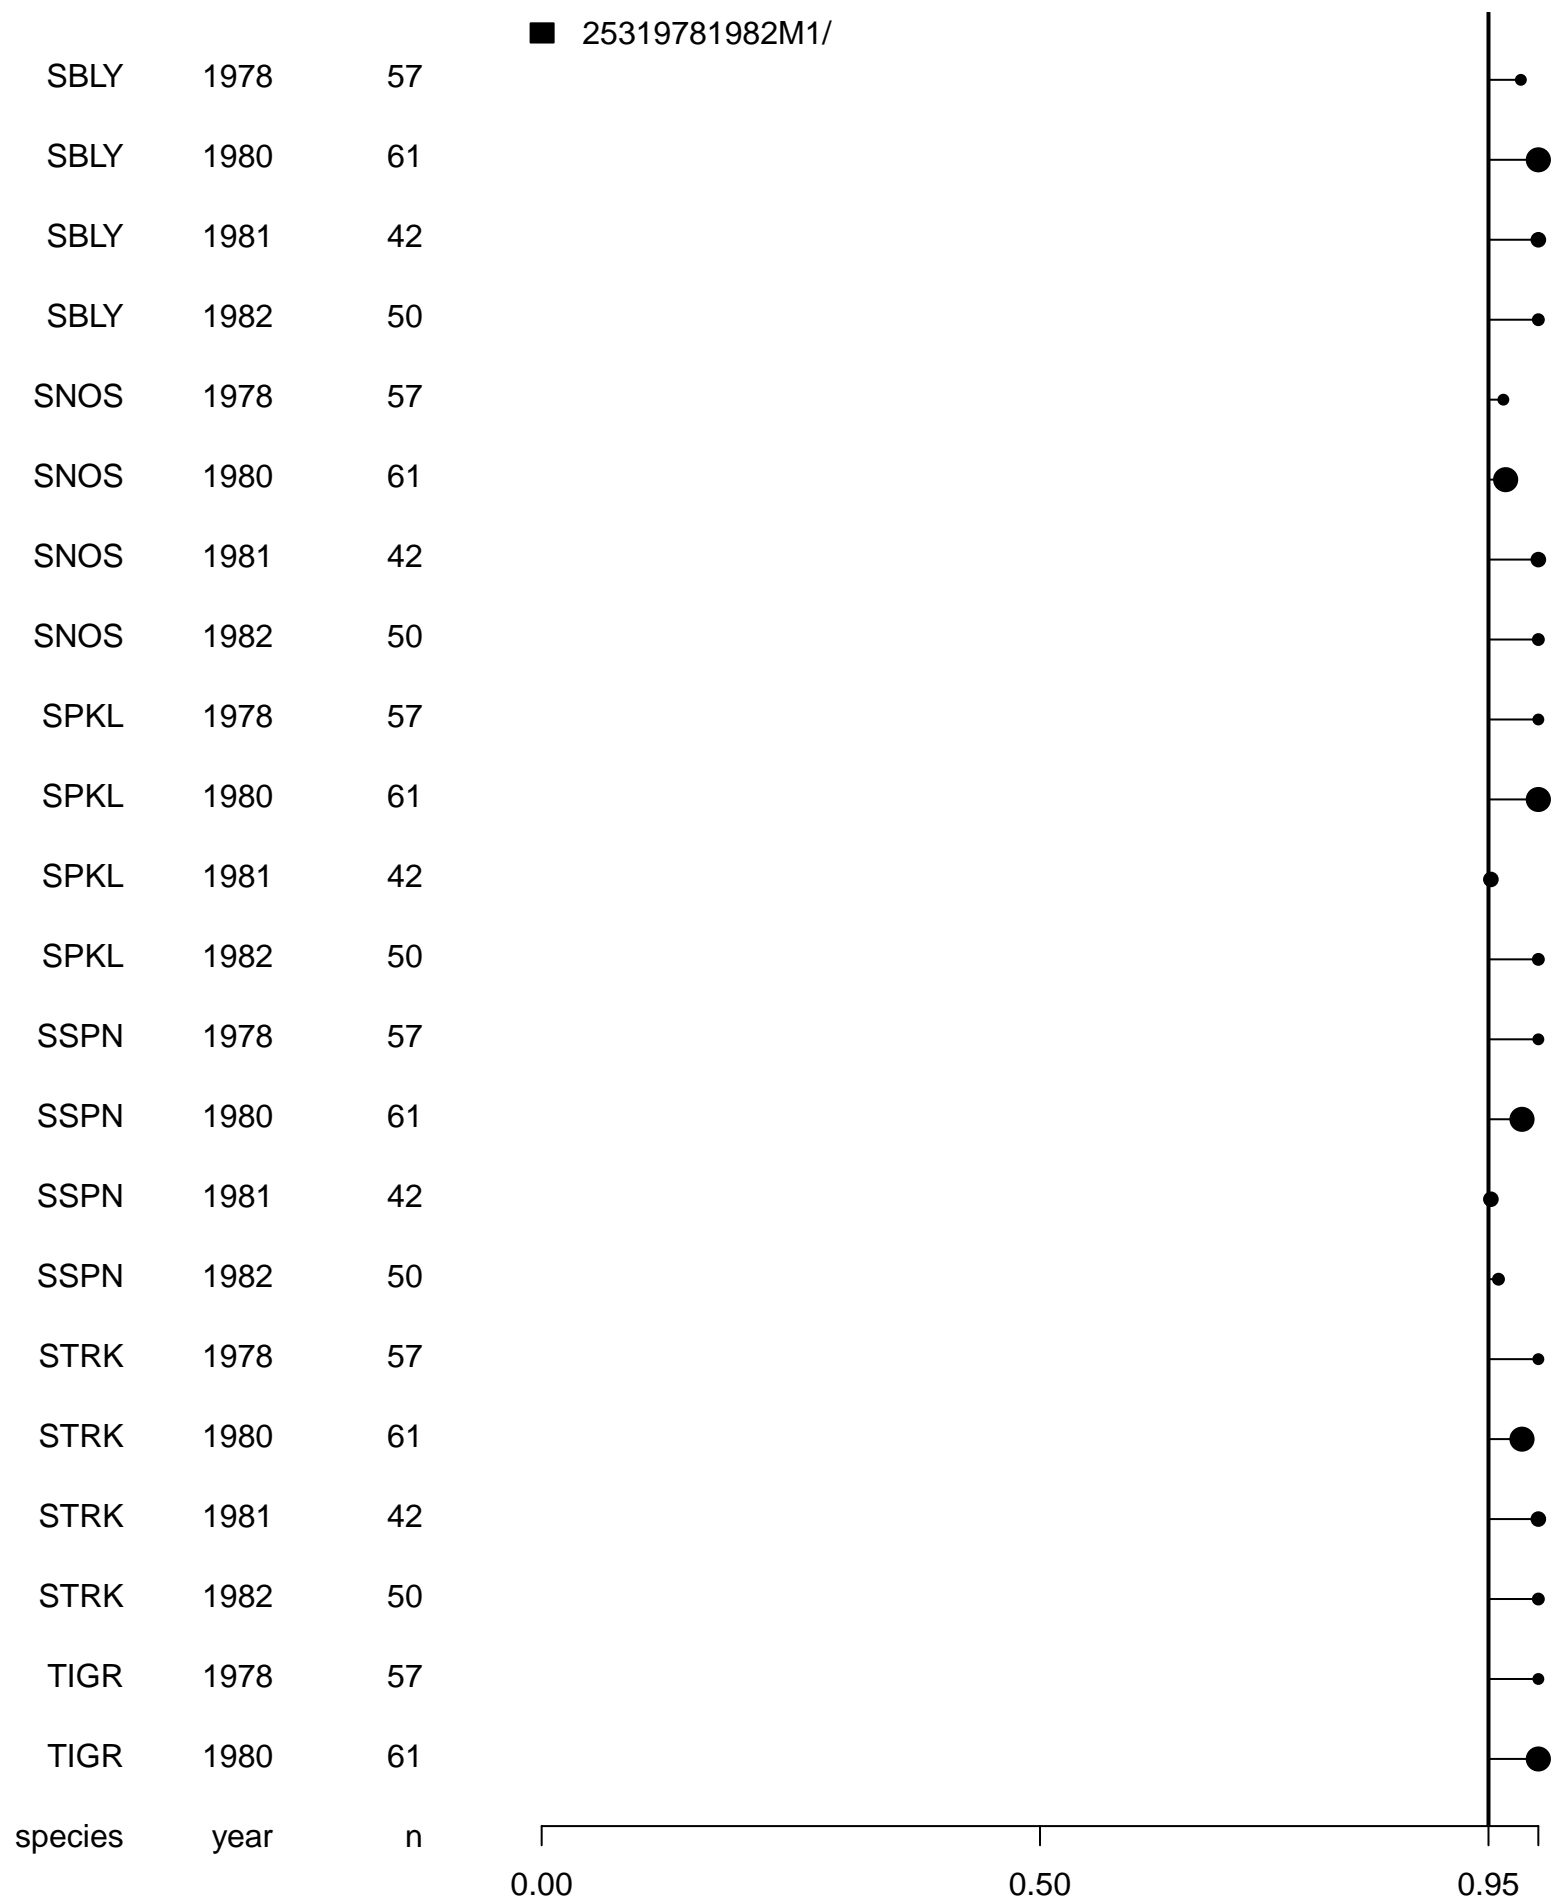 25319781982M1/
SBLY 1978 57
SBLY 1980 61
SBLY 1981 42
SBLY 1982 50
SNOS 1978 57
SNOS 1980 61
SNOS 1981 42
SNOS 1982 50
SPKL 1978 57
SPKL 1980 61
SPKL 1981 42
SPKL 1982 50
SSPN 1978 57
SSPN 1980 61
SSPN 1981 42
SSPN 1982 50
STRK 1978 57
STRK 1980 61
STRK 1981 42
STRK 1982 50
TIGR 1978 57
TIGR 1980 61
species year n
0.00 0.50 0.95